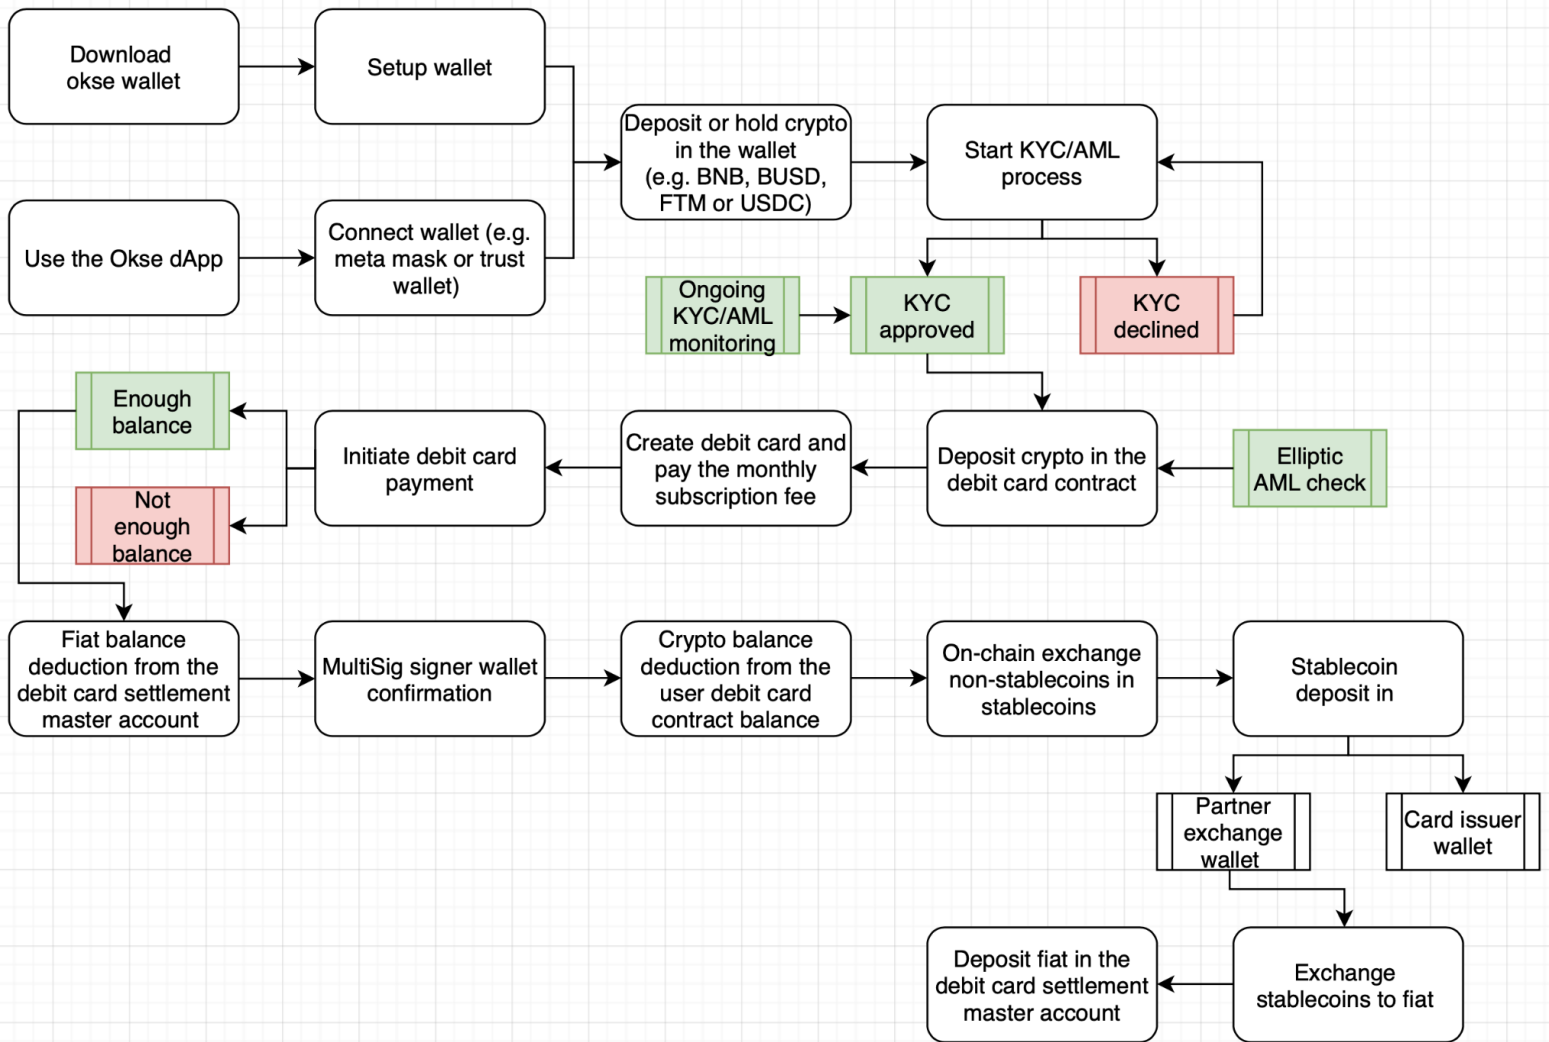 Download
okse wallet
Setup wallet
Deposit or hold crypto
in the wallet
(e.g. BNB, BUSD,
FTM or USDC)
Start KYC/AML
process
Use the Okse dApp
Connect wallet (e.g.
meta mask or trust
wallet)
Ongoing
KYC/AML
monitoring
KYC
approved
KYC
declined
Enough
balance
Not
enough
balance
Initiate debit card
payment
Create debit card and
pay the monthly
subscription fee
Deposit crypto in the
debit card contract
Elliptic
AML check
Fiat balance
deduction from the
debit card settlement
master account
MultiSig signer wallet
confirmation
Crypto balance
deduction from the
user debit card
contract balance
On-chain exchange
non-stablecoins in
stablecoins
Stablecoin
deposit in
Partner
exchange
wallet
Card issuer
wallet
Deposit fiat in the
debit card settlement
master account
Exchange
stablecoins to fiat